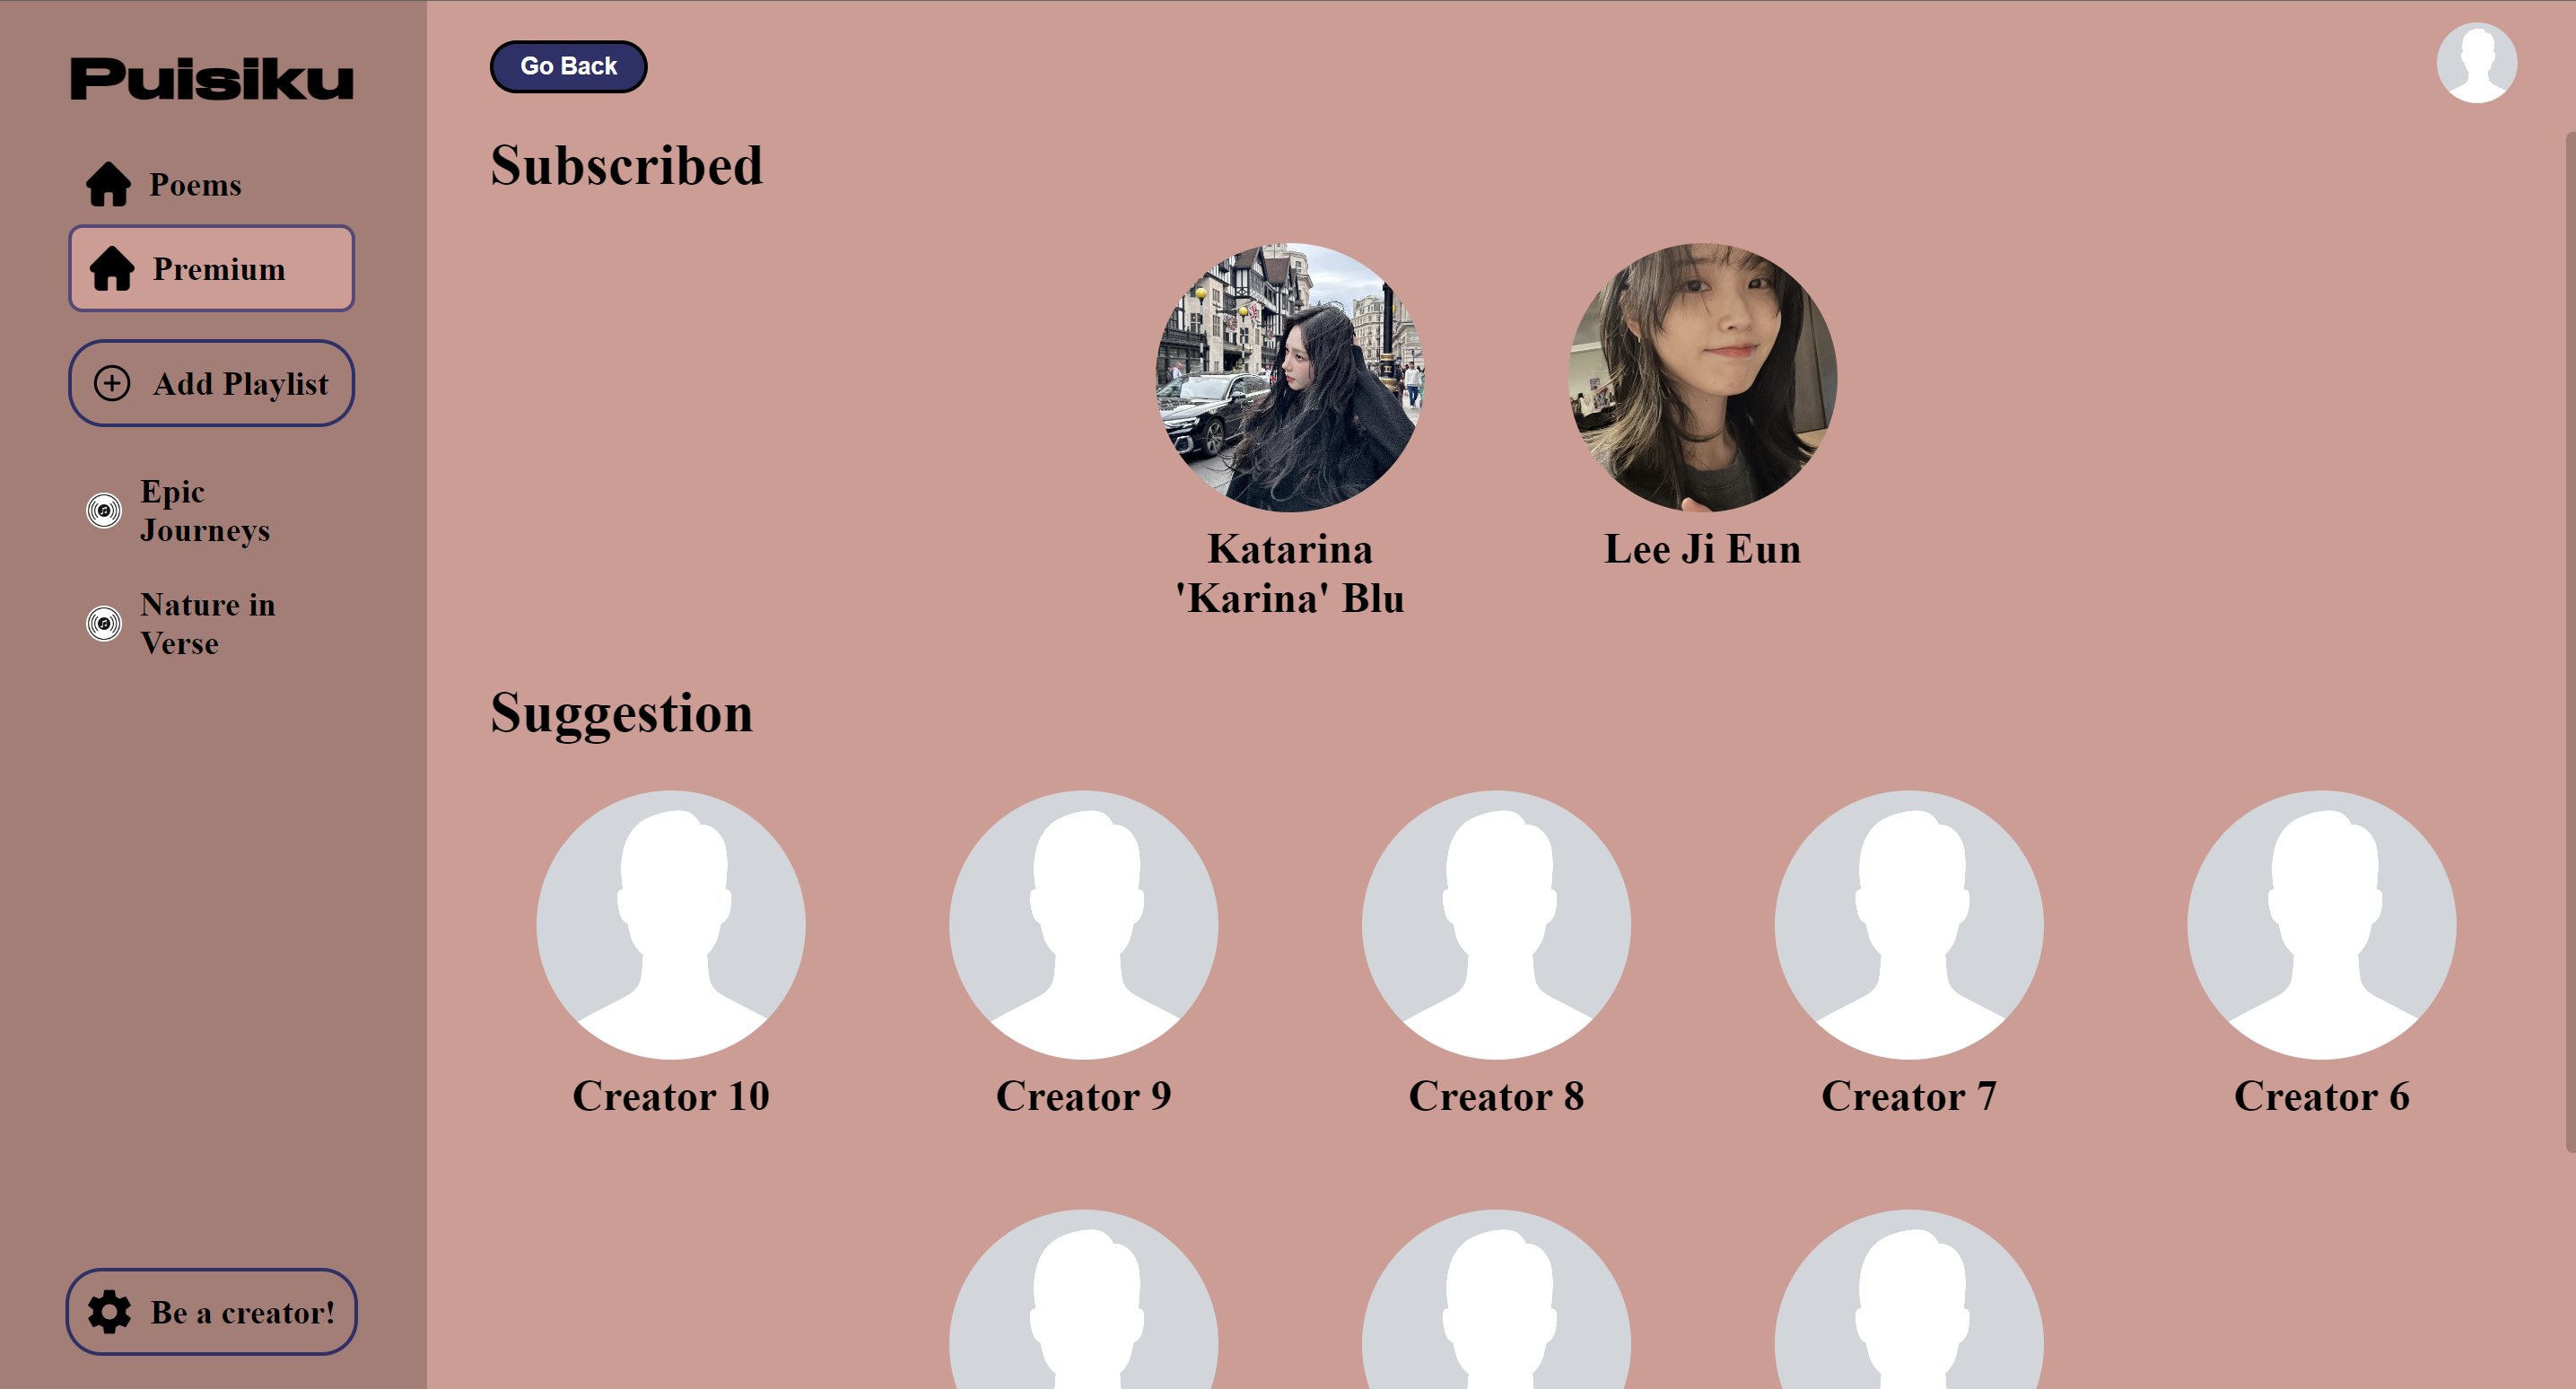 Puisiku
Poems
Premium
Add Playlist
Epic
Journeys
Nature in
Verse
Be a creator!
Go Back
Subscribed
Katarina
'Karina' Blu
Lee Ji Eun
Suggestion
Creator 10
Creator 9
Creator 8
Creator 7
Creator 6